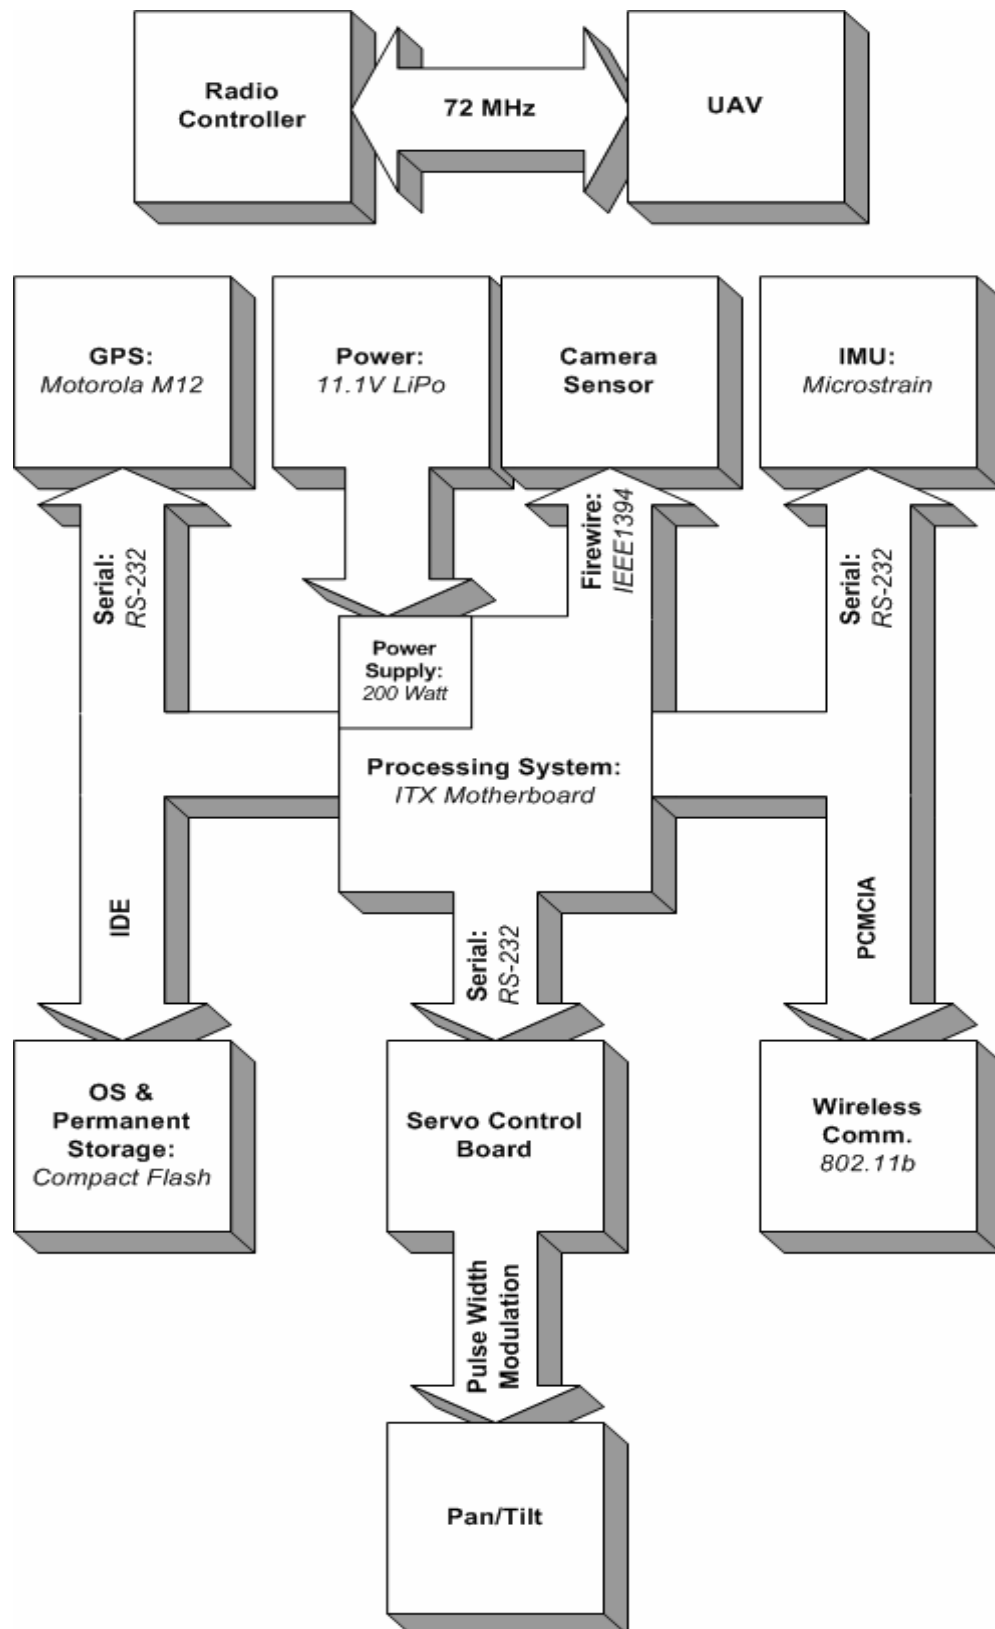 Radio
Controller
72 MHz
UAV
GPS:
Motorola M12
Power:
11.1V LiPo
Camera
Sensor
IMU:
Microstrain
Serial:
RS-232
Firewire:
IEEE1394
Serial:
RS-232
Power
Supply:
200 Watt
Processing System:
ITX Motherboard
IDE
Serial:
RS-232
PCMCIA
OS &
Permanent
Storage:
Compact Flash
Servo Control
Board
Wireless
Comm.
802.11b
Pulse Width
Modulation
Pan/Tilt